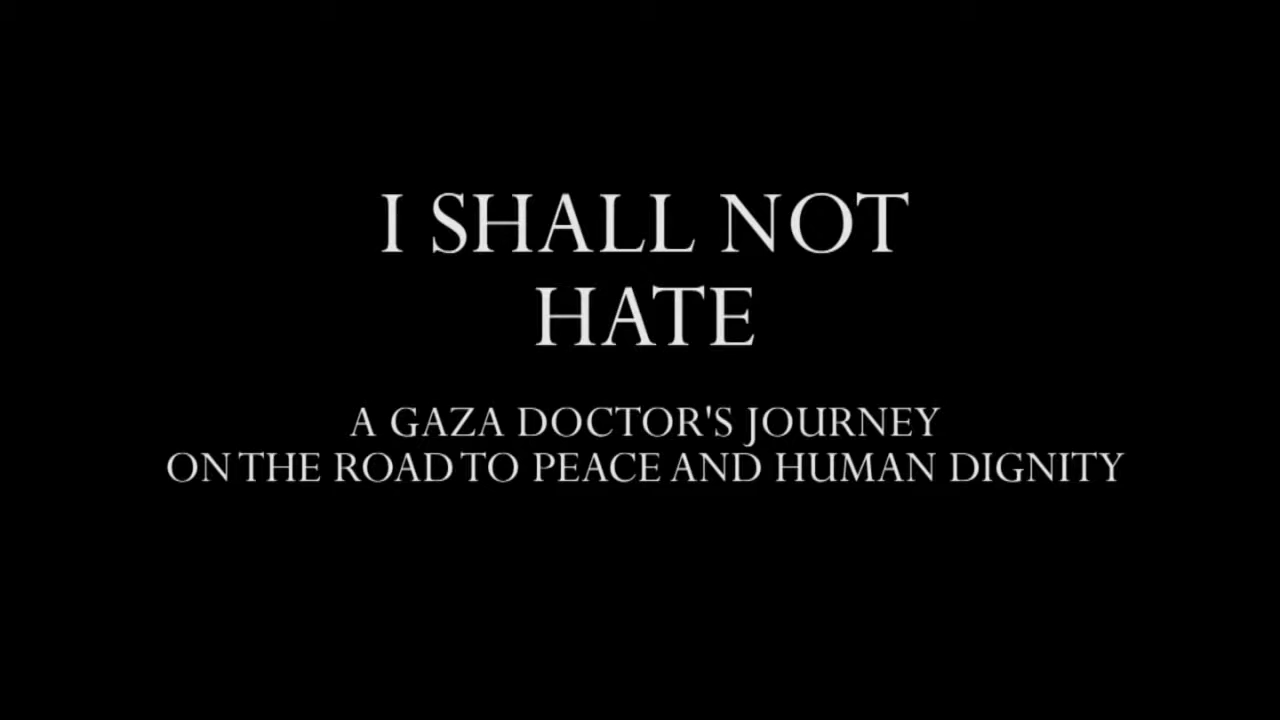 I SHALL NOT
HATE
A GAZA DOCTOR'S JOURNEY
ON THE ROAD TO PEACE AND HUMAN DIGNITY